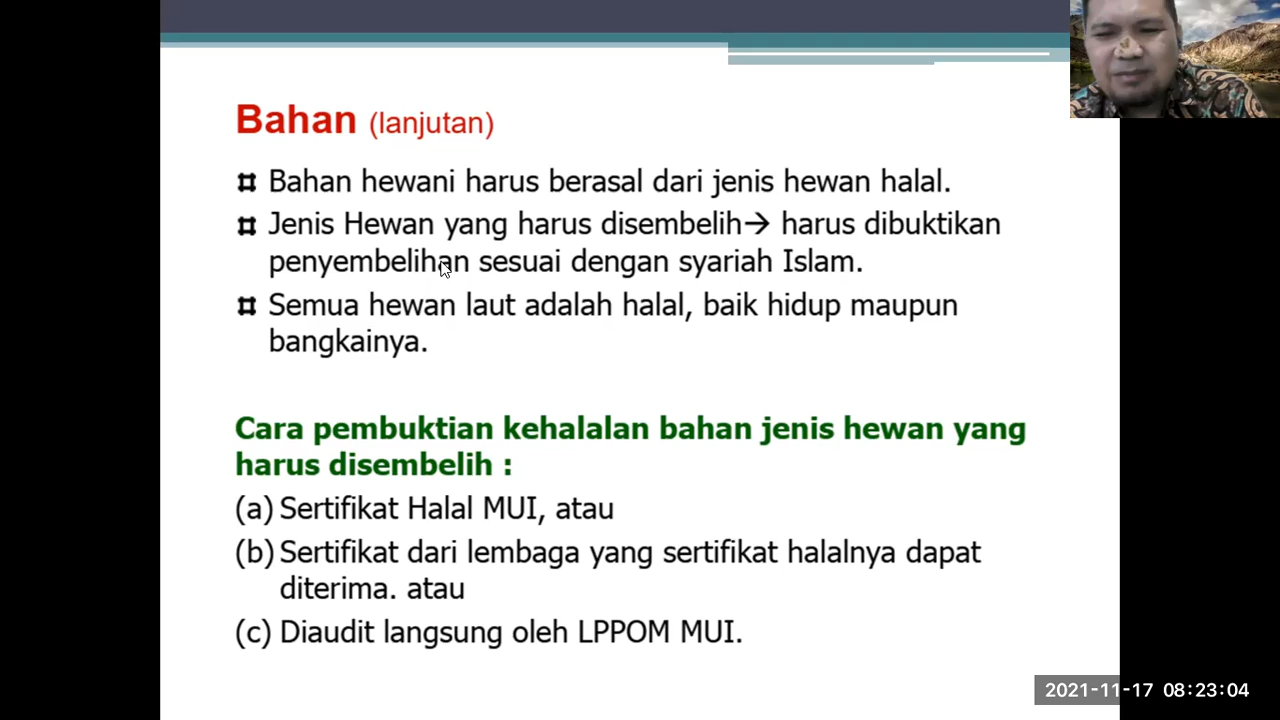 Bahan (lanjutan)
⌗ Bahan hewani harus berasal dari jenis hewan halal.
⌗ Jenis Hewan yang harus disembelih→ harus dibuktikan
penyembelihan sesuai dengan syariah Islam.
⌗ Semua hewan laut adalah halal, baik hidup maupun
bangkainya.
Cara pembuktian kehalalan bahan jenis hewan yang
harus disembelih :
(a) Sertifikat Halal MUI, atau
(b) Sertifikat dari lembaga yang sertifikat halalnya dapat
diterima. atau
(c) Diaudit langsung oleh LPPOM MUI.
2021-11-17 08:23:04